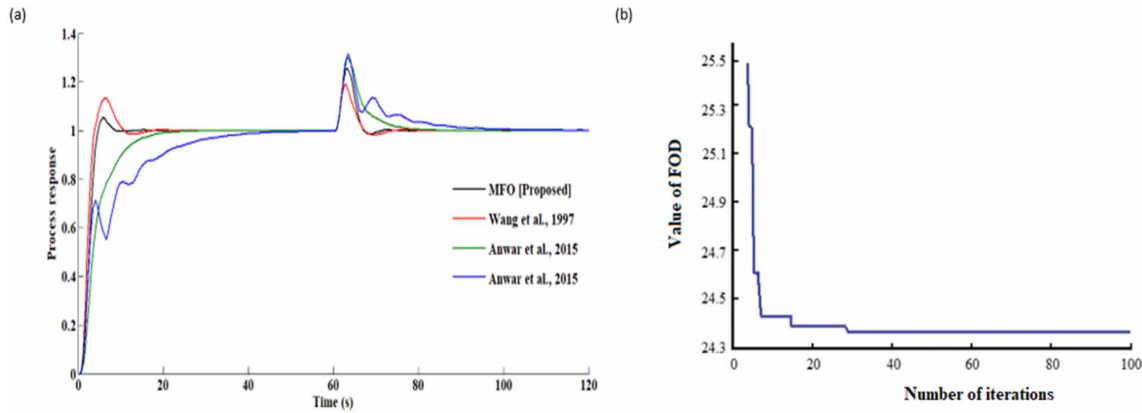 (a)
1.4
1.2
1
0.8
0.6
0.4
0.2
0
Process response
0
20
40
60
80
100
120
Time (s)
MFO [Proposed]
Wang et al., 1997
Anwar et al., 2015
Anwar et al., 2015
(b)
25.5
25.3
25.1
24.9
24.7
24.5
24.3
Value of FOD
0
20
40
60
80
100
Number of iterations